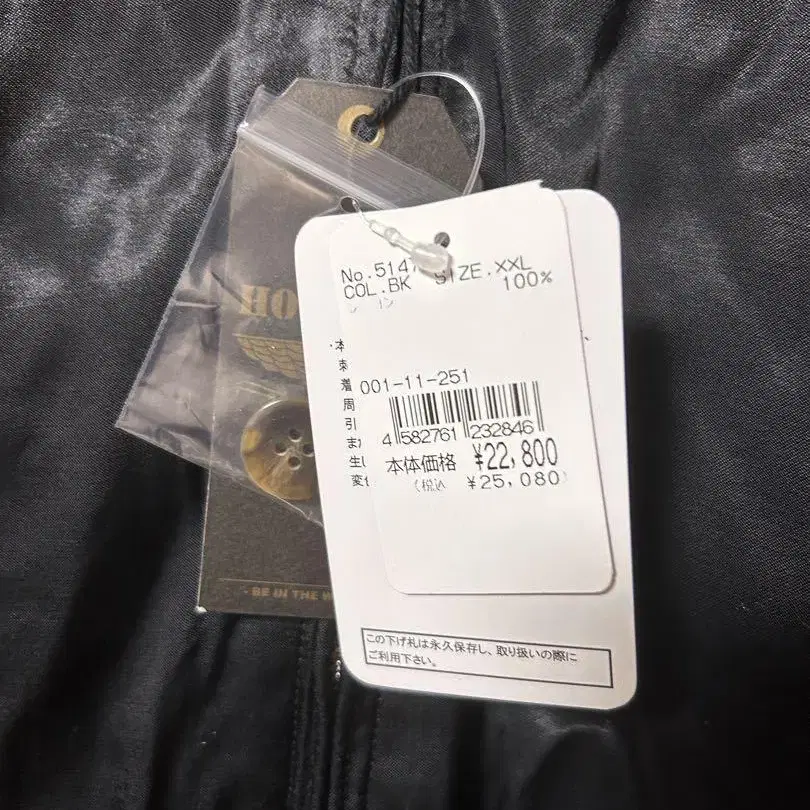 No.514
SIZE.XXL
COL.BK
100%
HO
001-11-251
4 582761 232846
本体価格 ¥22,800
(税込 ¥25,080)
・本
刺
着
周
引
また
生
変色
- BE IN THE W
この下げ札は永久保存し、取り扱いの際に
ご利用下さい。